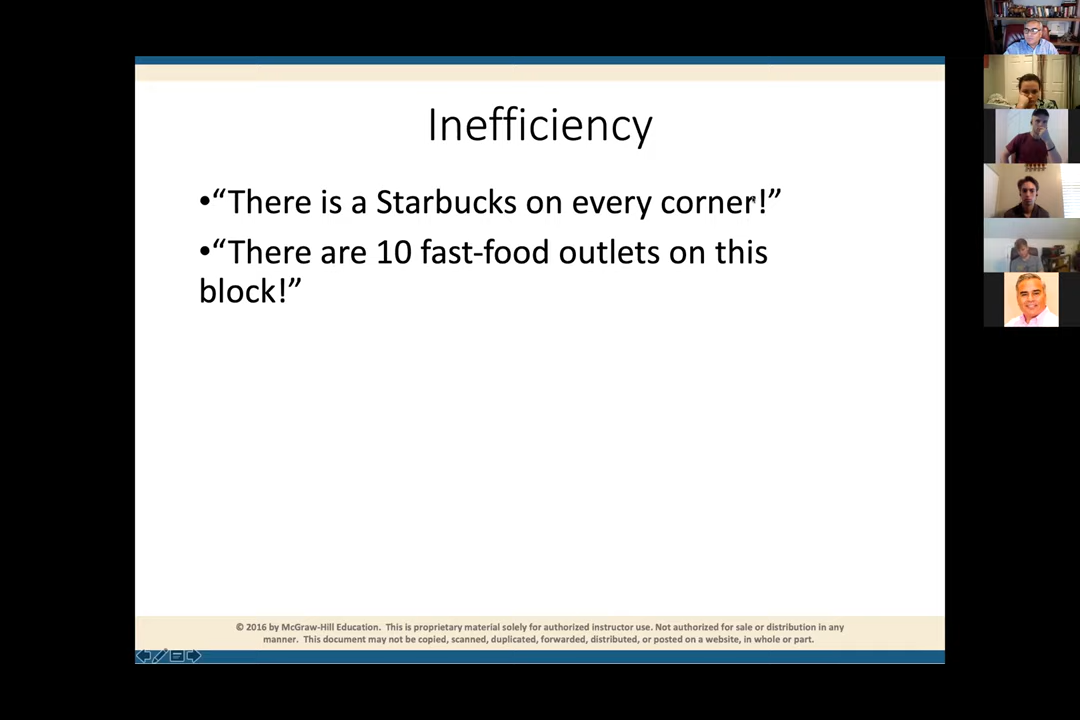 Inefficiency
•“There is a Starbucks on every corner!”
•“There are 10 fast-food outlets on this
block!”
© 2016 by McGraw-Hill Education. This is proprietary material solely for authorized instructor use. Not authorized for sale or distribution in any
manner. This document may not be copied, scanned, duplicated, forwarded, distributed, or posted on a website, in whole or part.